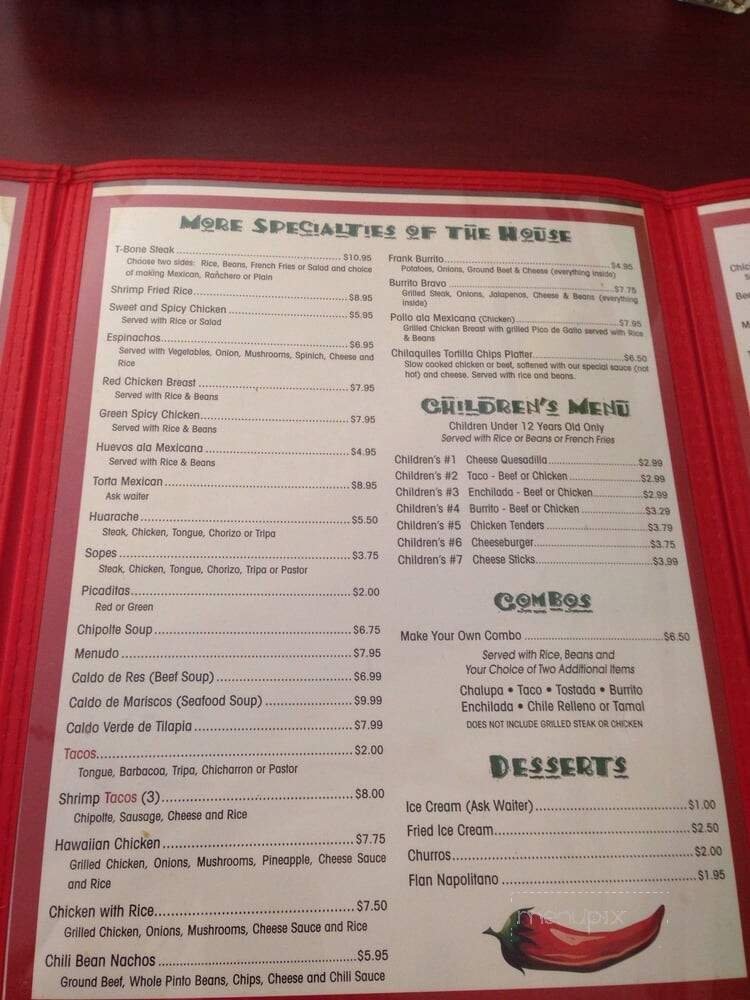 MORE SPECIALTIES OF THE HOUSE
T-Bone Steak ........ $10.95
Choose two sides: Rice, Beans, French Fries or Salad and choice
of making Mexican, Ranchero or Plain
Shrimp Fried Rice........ $8.95
Sweet and Spicy Chicken ........ $5.95
Served with Rice or Salad
Espinachos........ $6.95
Served with Vegetables, Onion, Mushrooms, Spinich, Cheese and
Rice
Red Chicken Breast ........ $7.95
Served with Rice & Beans
Green Spicy Chicken........ $7.95
Served with Rice & Beans
Huevos ala Mexicana ........ $4.95
Served with Rice & Beans
Torta Mexican ........ $8.95
Ask waiter
Huarache........ $5.50
Steak, Chicken, Tongue, Chorizo or Tripa
Sopes ........ $3.75
Steak, Chicken, Tongue, Chorizo, Tripa or Pastor
Picaditas........ $2.00
Red or Green
Chipolte Soup ........ $6.75
Menudo ........ $7.95
Caldo de Res (Beef Soup) ........ $6.99
Caldo de Mariscos (Seafood Soup) ........ $9.99
Caldo Verde de Tilapia ........ $7.99
Tacos........ $2.00
Tongue, Barbacoa, Tripa, Chicharron or Pastor
Shrimp Tacos (3)........ $8.00
Chipolte, Sausage, Cheese and Rice
Hawaiian Chicken ........ $7.75
Grilled Chicken, Onions, Mushrooms, Pineapple, Cheese Sauce
and Rice
Chicken with Rice........ $7.50
Grilled Chicken, Onions, Mushrooms, Cheese Sauce and Rice
Chili Bean Nachos ........ $5.95
Ground Beef, Whole Pinto Beans, Chips, Cheese and Chili Sauce
Frank Burrito........ $4.95
Potatoes, Onions, Ground Beef & Cheese (everything inside)
Burrito Bravo ........ $7.75
Grilled Steak, Onions, Jalapenos, Cheese & Beans (everything
inside)
Pollo ala Mexicana (Chicken)........ $7.95
Grilled Chicken Breast with grilled Pico de Gallo served with Rice
& Beans
Chilaquiles Tortilla Chips Platter........ $6.50
Slow cooked chicken or beef, softened with our special sauce (not
hot) and cheese. Served with rice and beans.
CHILDREN'S MENU
Children Under 12 Years Old Only
Served with Rice or Beans or French Fries
Children's #1 Cheese Quesadilla........ $2.99
Children's #2 Taco - Beef or Chicken ........ $2.99
Children's #3 Enchilada - Beef or Chicken........ $2.99
Children's #4 Burrito - Beef or Chicken ........ $3.29
Children's #5 Chicken Tenders ........ $3.79
Children's #6 Cheeseburger........ $3.75
Children's #7 Cheese Sticks........ $3.99
COMBOS
Make Your Own Combo ........ $6.50
Served with Rice, Beans and
Your Choice of Two Additional Items
Chalupa • Taco • Tostada • Burrito
Enchilada • Chile Relleno or Tamal
DOES NOT INCLUDE GRILLED STEAK OR CHICKEN
DESSERTS
Ice Cream (Ask Waiter) ........ $1.00
Fried Ice Cream........ $2.50
Churros........ $2.00
Flan Napolitano ........ $1.95
menupix